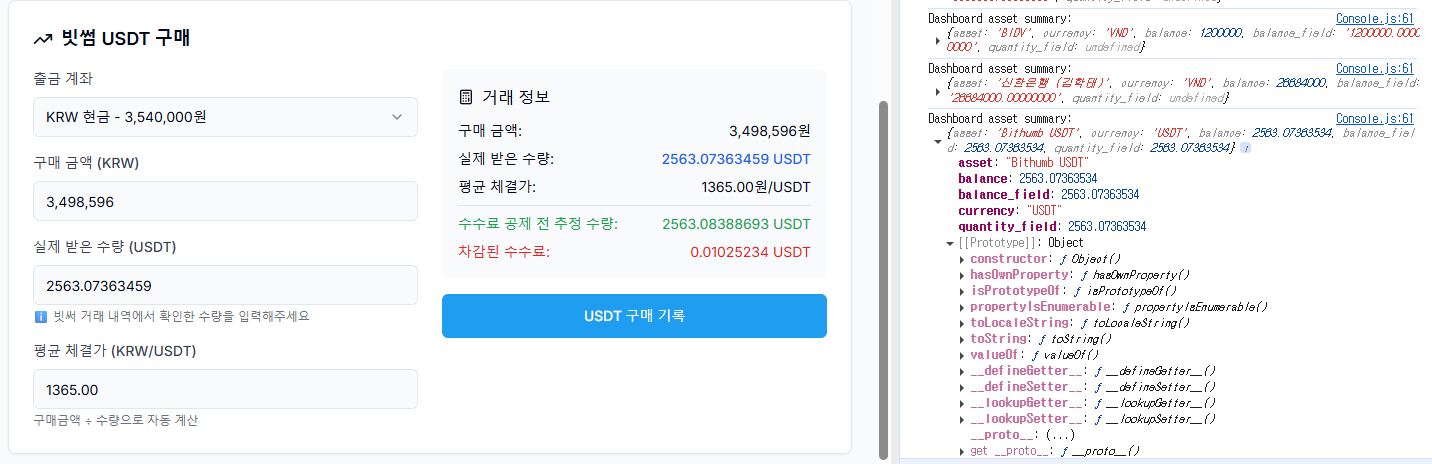 빗썸 USDT 구매
출금 계좌
KRW 현금 - 3,540,000원
구매 금액 (KRW)
3,498,596
실제 받은 수량 (USDT)
2563.07363459
빗썸 거래 내역에서 확인한 수량을 입력해주세요
평균 체결가 (KRW/USDT)
1365.00
구매금액 ÷ 수량으로 자동 계산
거래 정보
구매 금액: 3,498,596원
실제 받은 수량: 2563.07363459 USDT
평균 체결가: 1365.00원/USDT
수수료 공제 전 추정 수량: 2563.08388693 USDT
차감된 수수료: 0.01025234 USDT
USDT 구매 기록
Dashboard asset summary: Console.js:61
{asset: 'BIDV', currency: 'VND', balance: 1200000, balance_field: '1200000.000
0000', quantity_field: undefined}
Dashboard asset summary: Console.js:61
{asset: '신한은행 (김학태)', currency: 'VND', balance: 26684000, balance_field:
'26684000.00000000', quantity_field: undefined}
Dashboard asset summary: Console.js:61
{asset: 'Bithumb USDT', currency: 'USDT', balance: 2563.07363534, balance_fiel
d: 2563.07363534, quantity_field: 2563.07363534} i
asset: "Bithumb USDT"
balance: 2563.07363534
balance_field: 2563.07363534
currency: "USDT"
quantity_field: 2563.07363534
[[Prototype]]: Object
constructor: ƒ Object()
hasOwnProperty: ƒ hasOwnProperty()
isPrototypeOf: ƒ isPrototypeOf()
propertyIsEnumerable: ƒ propertyIsEnumerable()
toLocaleString: ƒ toLocaleString()
toString: ƒ toString()
valueOf: ƒ valueOf()
__defineGetter__: ƒ __defineGetter__()
__defineSetter__: ƒ __defineSetter__()
__lookupGetter__: ƒ __lookupGetter__()
__lookupSetter__: ƒ __lookupSetter__()
__proto__: (...)
get __proto__: ƒ __proto__()